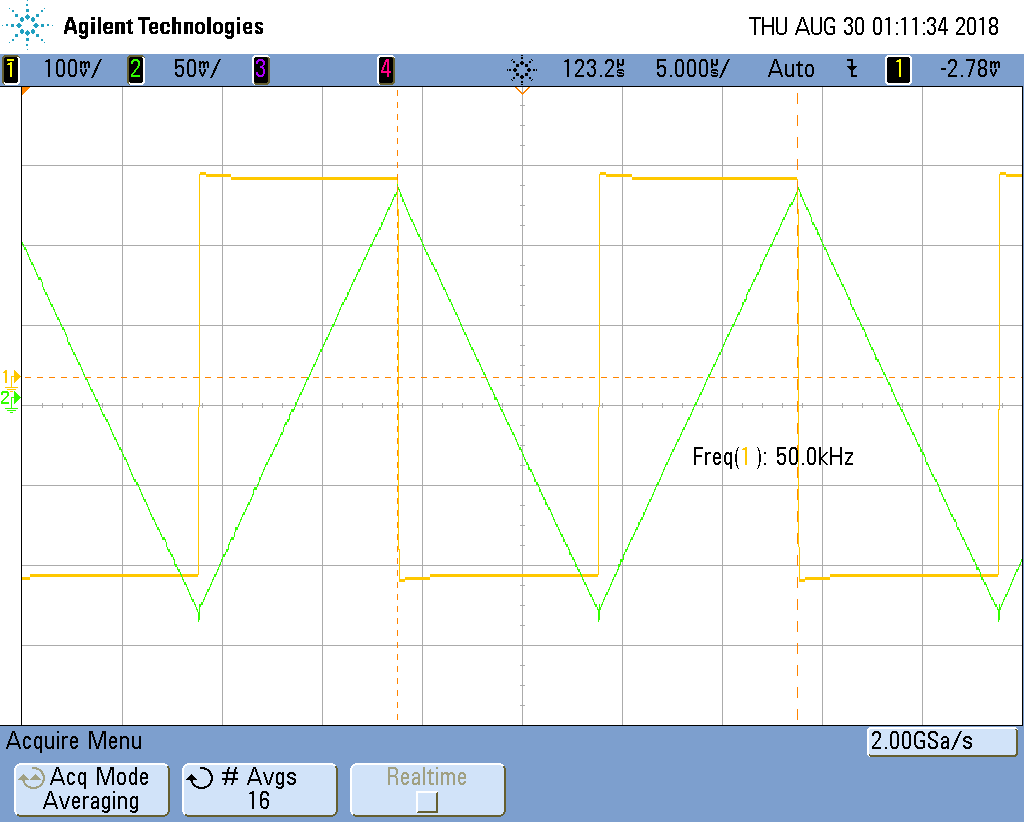 Agilent Technologies THU AUG 30 01:11:34 2018
1 100mV/ 2 50mV/ 3 4 123.2µs 5.000µs/ Auto 1 -2.78mV
1
2
Freq(1): 50.0kHz
Acquire Menu 2.00GSa/s
Acq Mode # Avgs Realtime
Averaging 16